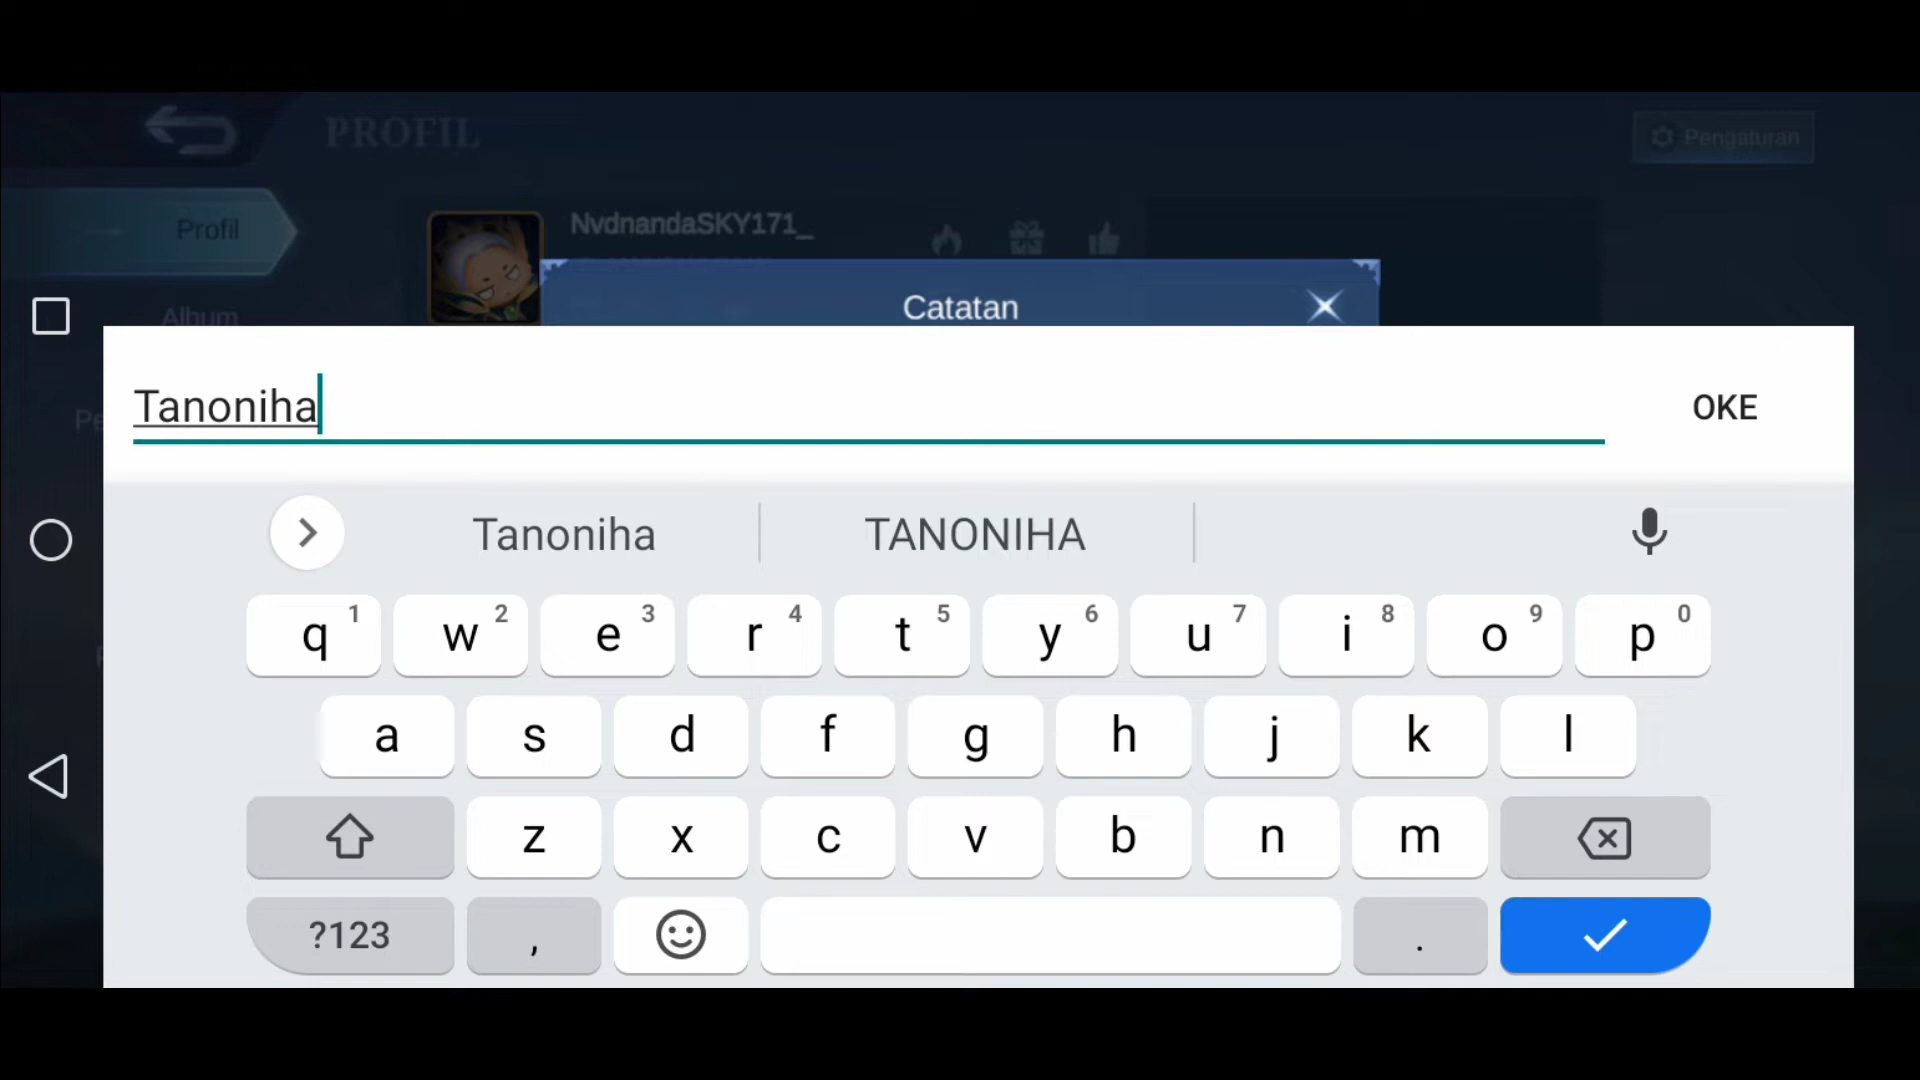 PROFIL
Pengaturan
Profil
NvdnandaSKY171_
Album
Catatan
Tanoniha
OKE
Tanoniha TANONIHA
q 1 w 2 e 3 r 4 t 5 y 6 u 7 i 8 o 9 p 0
a s d f g h j k l
z x c v b n m
?123 , .